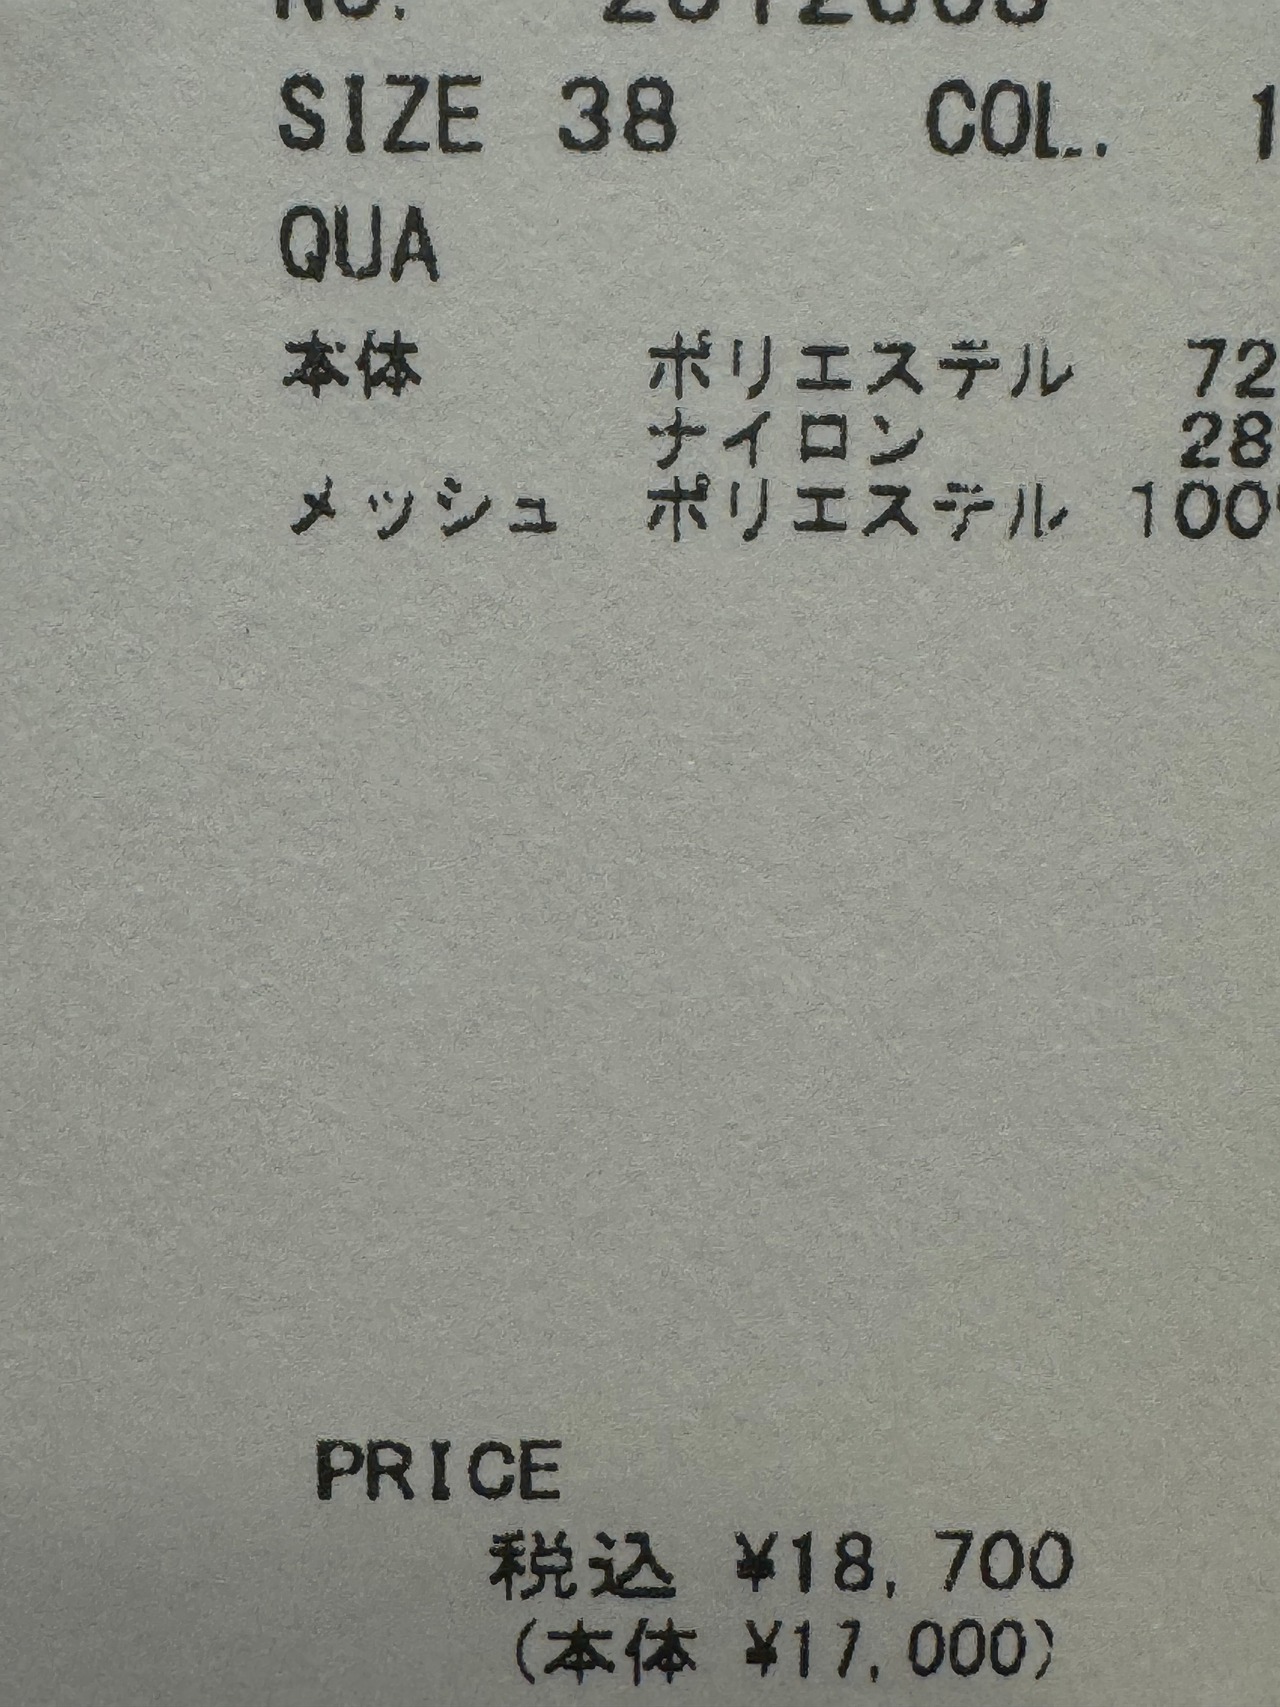 NO.
SIZE 38 COL. 1
QUA
本体 ポリエステル 72
ナイロン 28
メッシュ ポリエステル 100%
PRICE
税込 ¥18,700
(本体 ¥17,000)